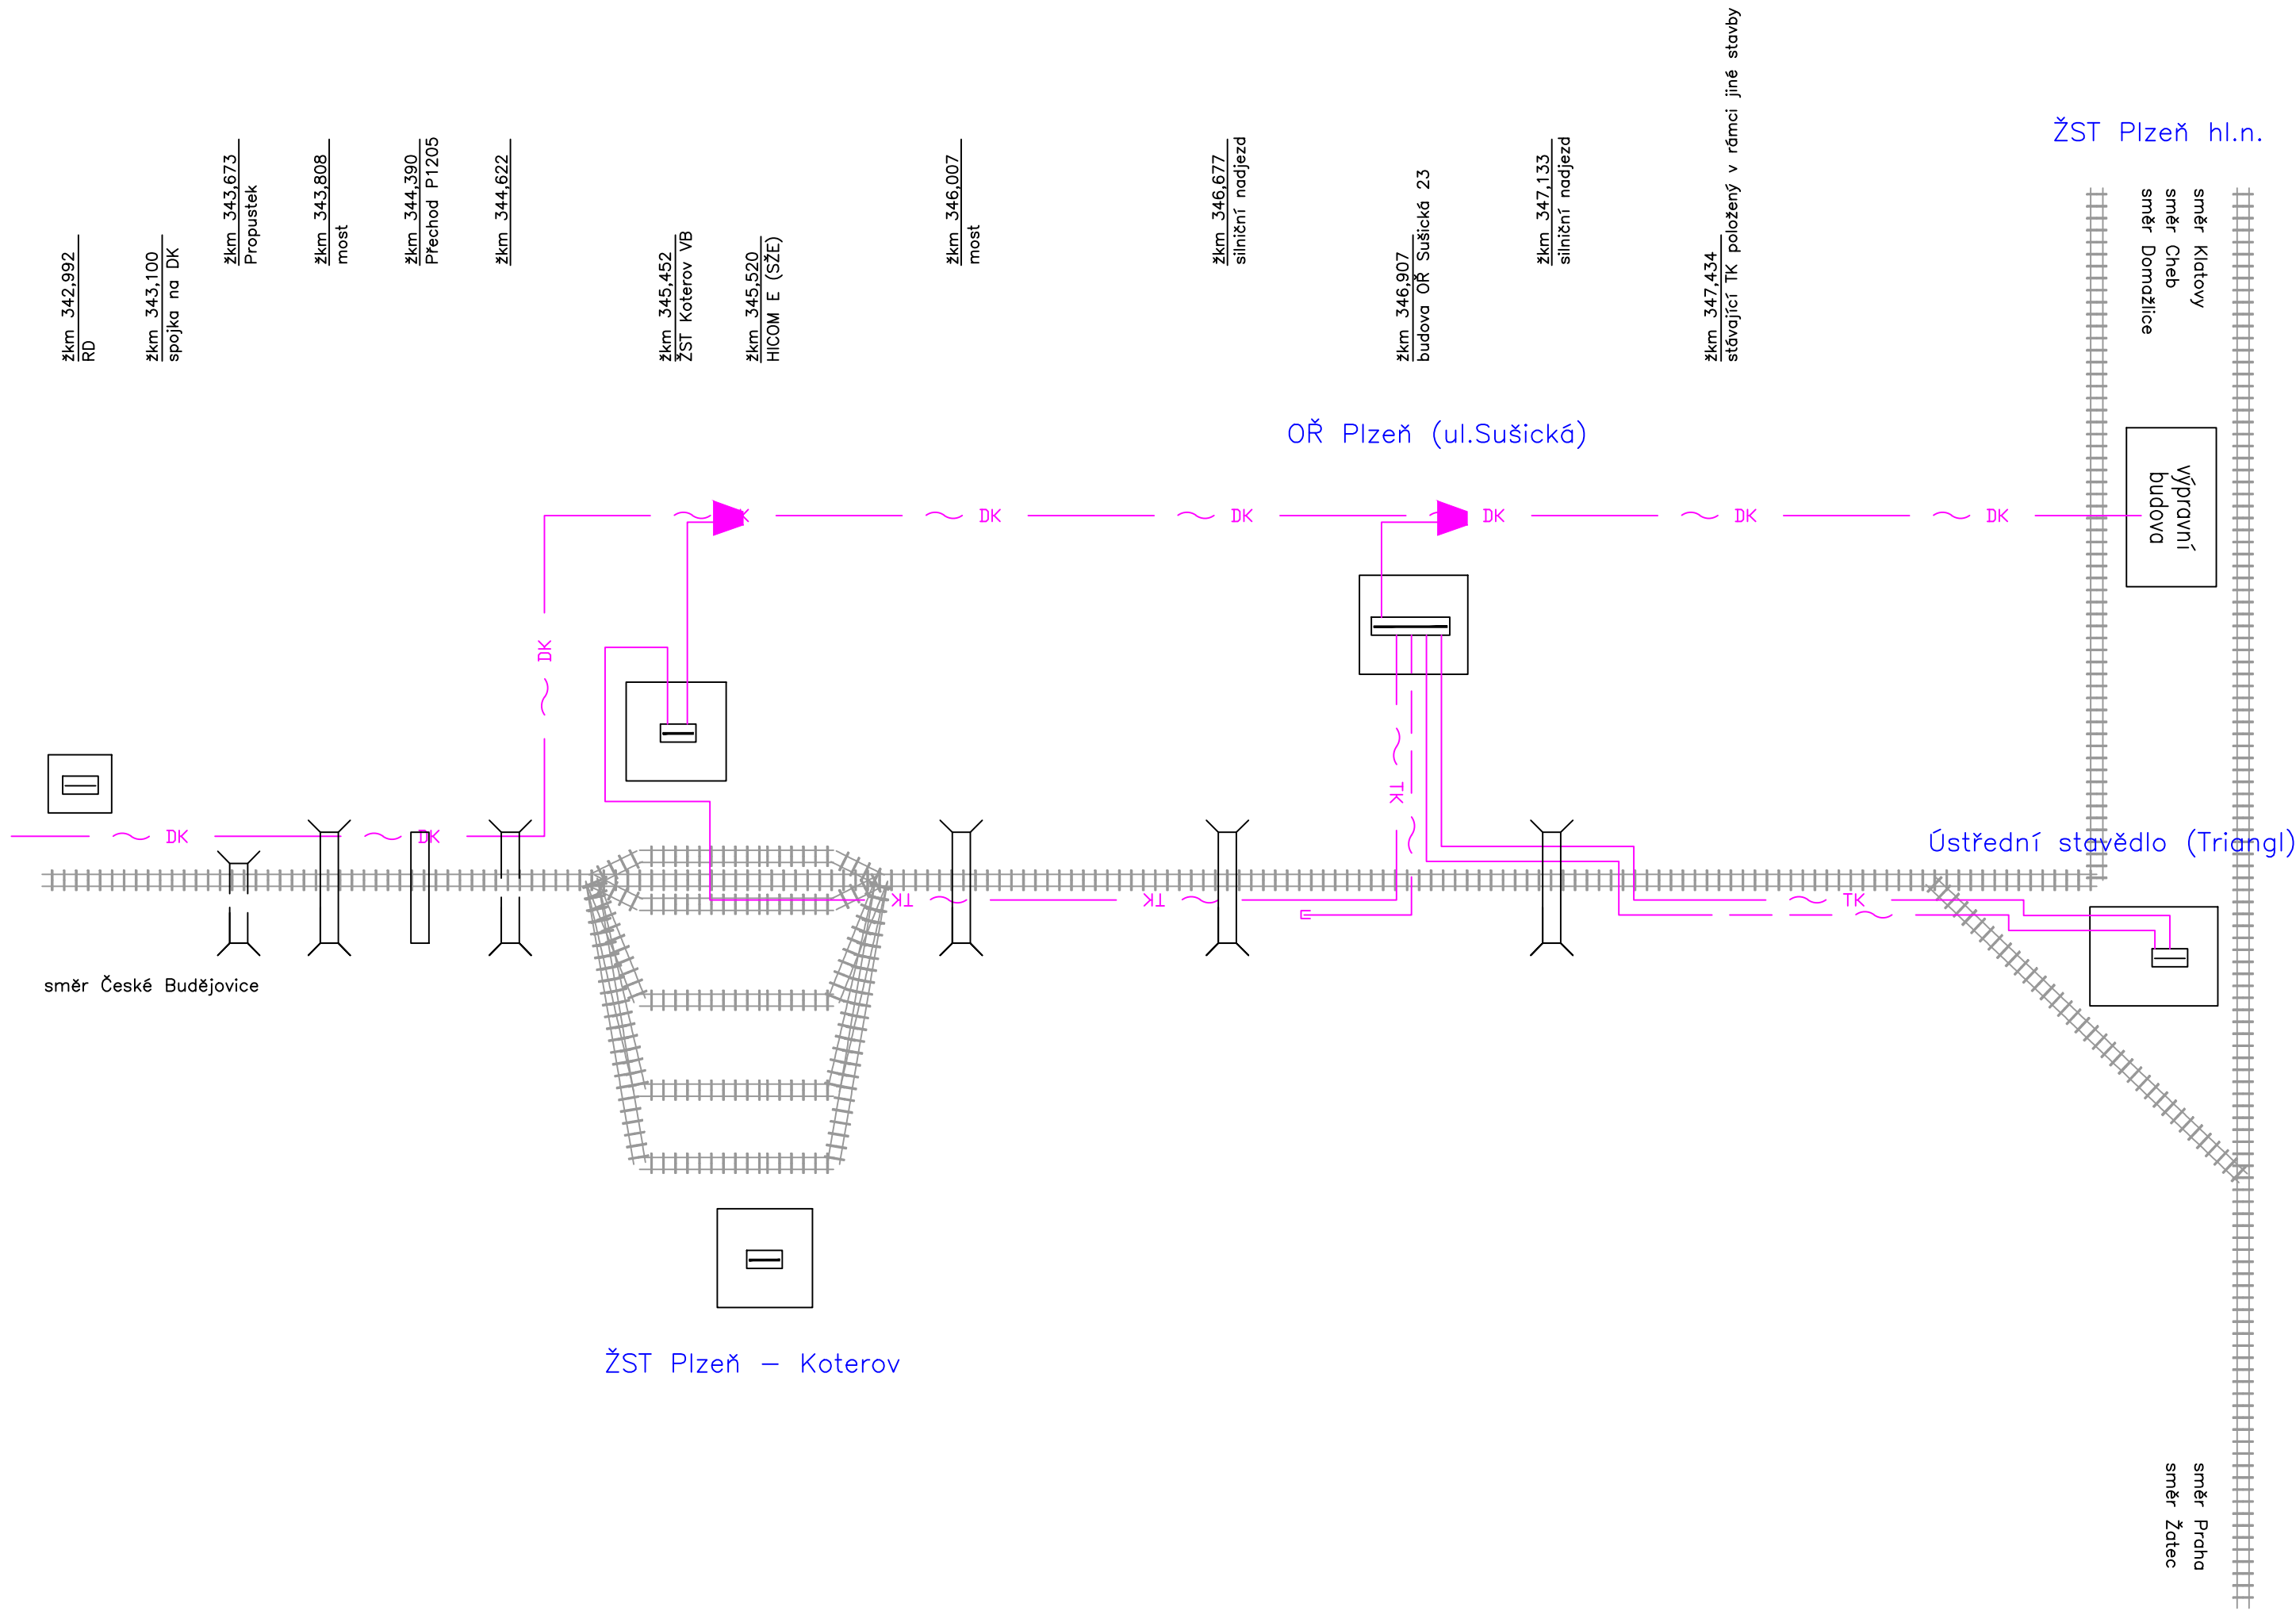 žkm 342,992
RD
žkm 343,100
spojka na DK
žkm 343,673
Propustek
žkm 343,808
most
žkm 344,390
Přechod P1205
žkm 344,622
žkm 345,452
ŽST Koterov VB
žkm 345,520
HICOM E (SŽE)
žkm 346,007
most
žkm 346,677
silniční nadjezd
žkm 346,907
budova OŘ Sušická 23
žkm 347,133
silniční nadjezd
žkm 347,434
stávající TK položený v rámci jiné stavby
ŽST Plzeň hl.n.
směr Klatovy
směr Cheb
směr Domažlice
OŘ Plzeň (ul.Sušická)
výpravní
budova
DK
DK
DK
DK
DK
DK
DK
DK
DK
TK
Ústřední stavědlo (Triangl)
TK
TK
TK
směr České Budějovice
ŽST Plzeň – Koterov
směr Praha
směr Žatec